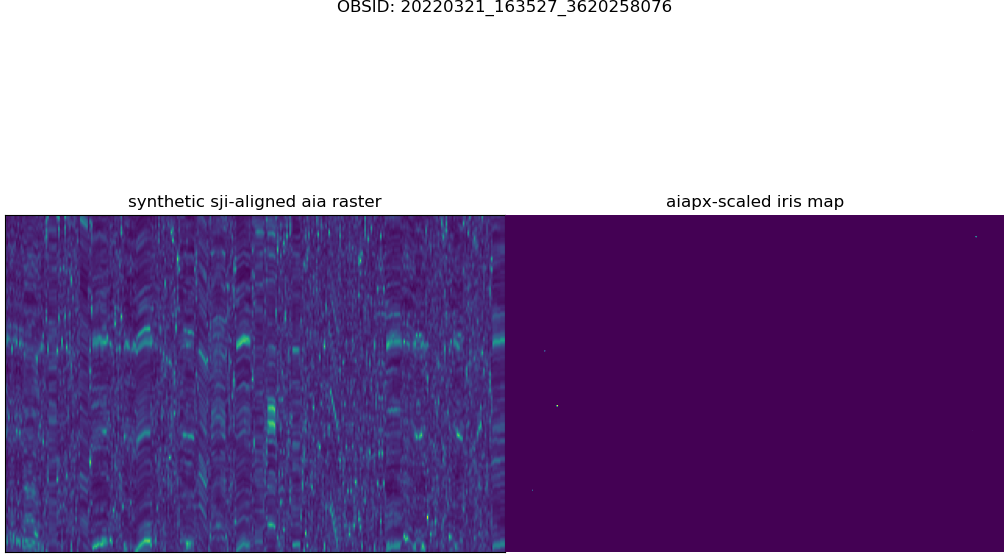 OBSID: 20220321_163527_3620258076
synthetic sji-aligned aia raster
aiapx-scaled iris map